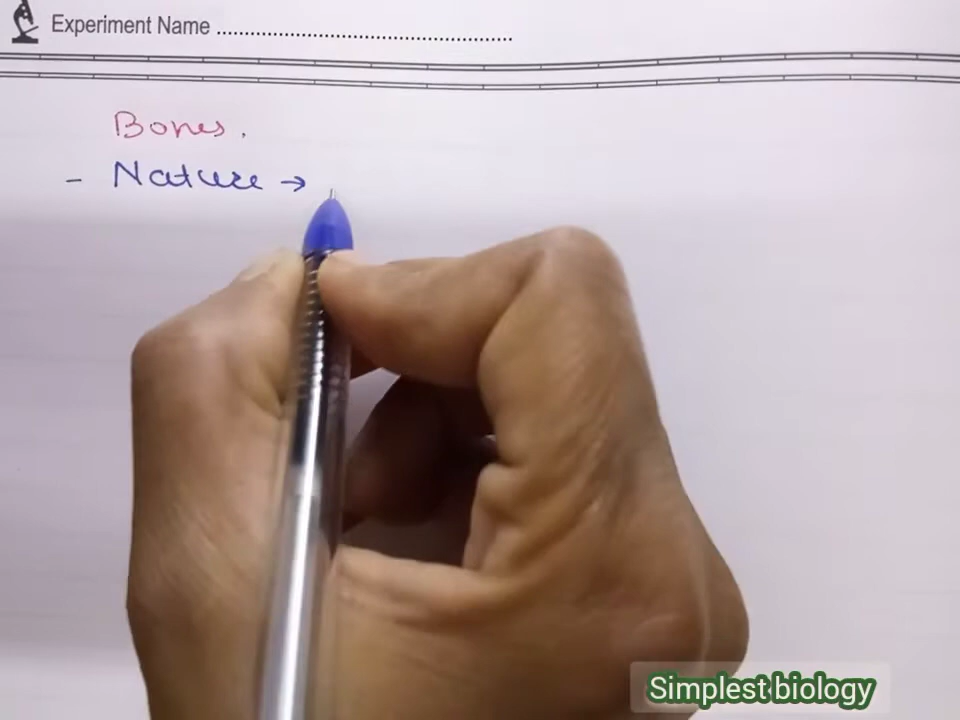 Experiment Name ..................................................
Bones.
- Nature →
Simplest biology